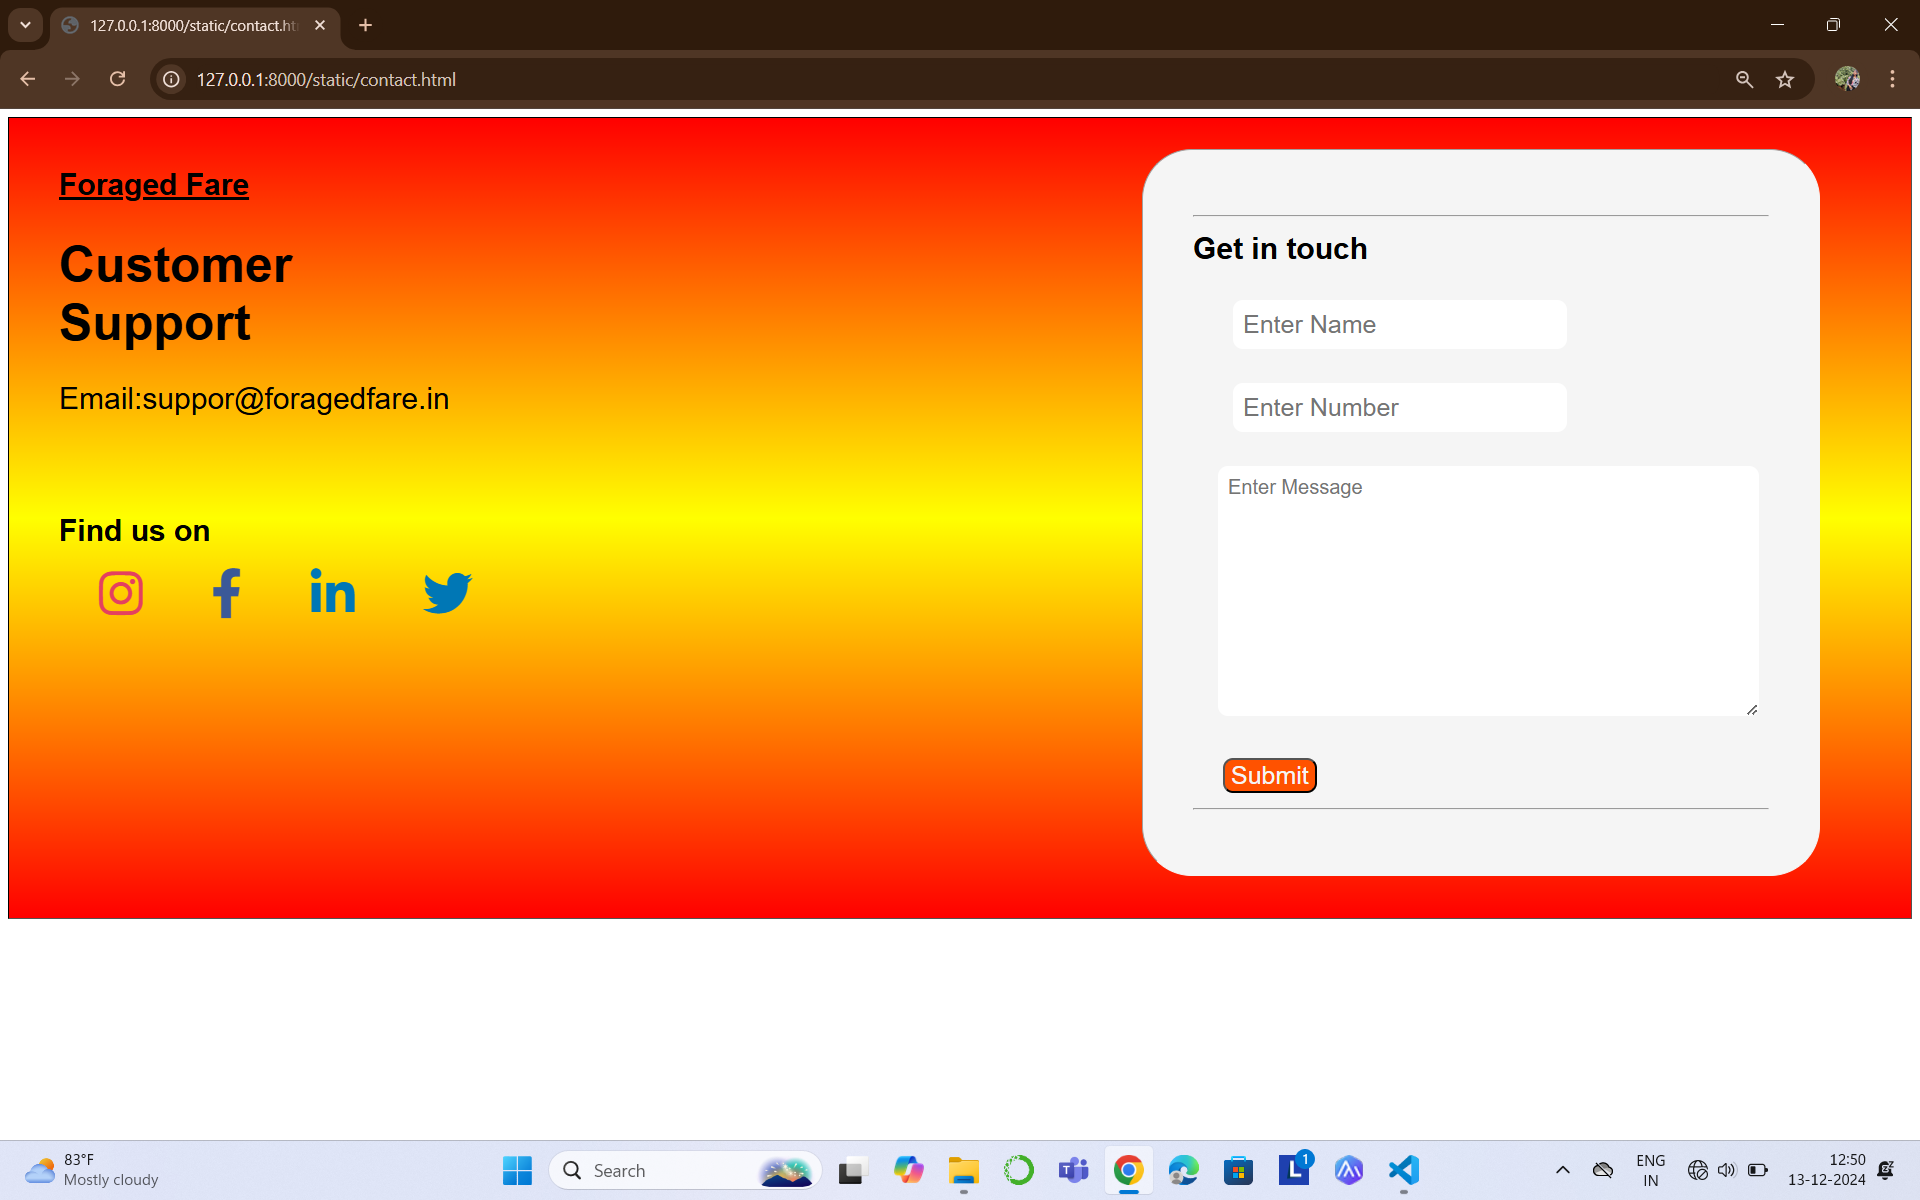 127.0.0.1:8000/static/contact.ht
127.0.0.1:8000/static/contact.html
Foraged Fare
Customer
Support
Email:suppor@foragedfare.in
Find us on
Get in touch
Enter Name
Enter Number
Enter Message
Submit
83°F
Mostly cloudy
Search
1
ENG
IN
12:50
13-12-2024